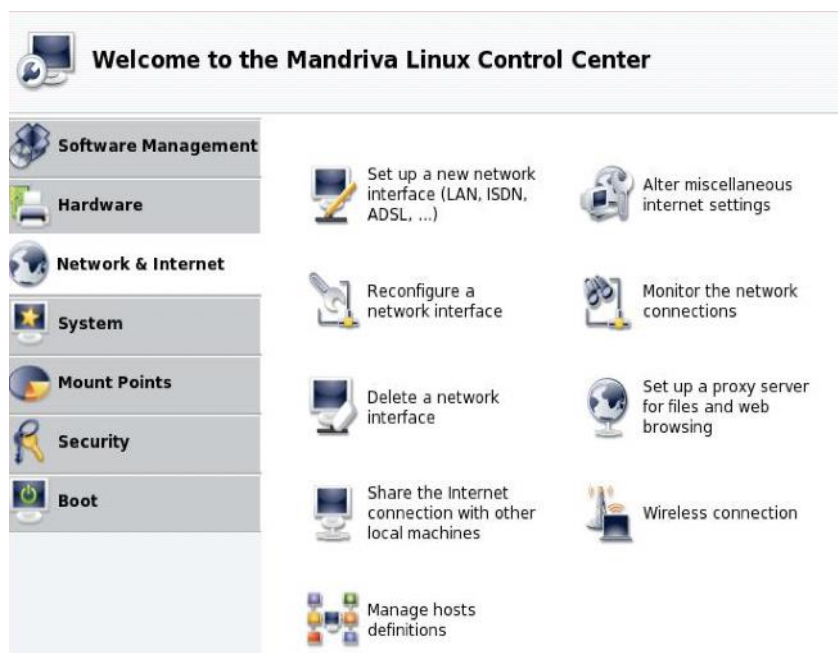 Welcome to the Mandriva Linux Control Center
Software Management
Hardware
Network & Internet
System
Mount Points
Security
Boot
Set up a new network
interface (LAN, ISDN,
ADSL, ...)
Alter miscellaneous
internet settings
Reconfigure a
network interface
Monitor the network
connections
Delete a network
interface
Set up a proxy server
for files and web
browsing
Share the Internet
connection with other
local machines
Wireless connection
Manage hosts
definitions